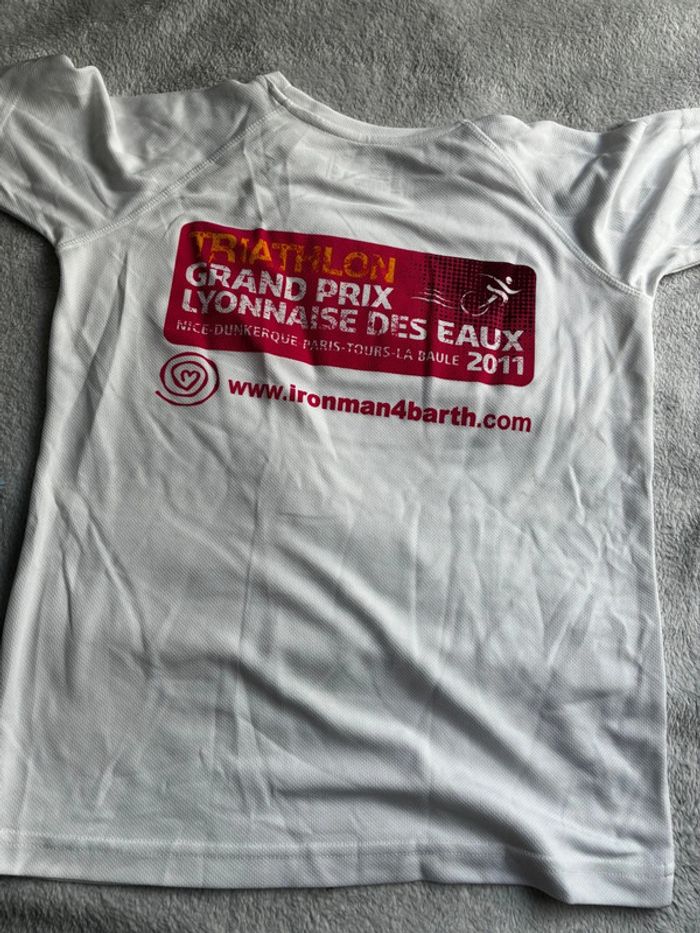 TRIATHLON
GRAND PRIX
LYONNAISE DES EAUX
NICE-DUNKERQUE-PARIS-TOURS-LA BAULE 2011
www.ironman4barth.com